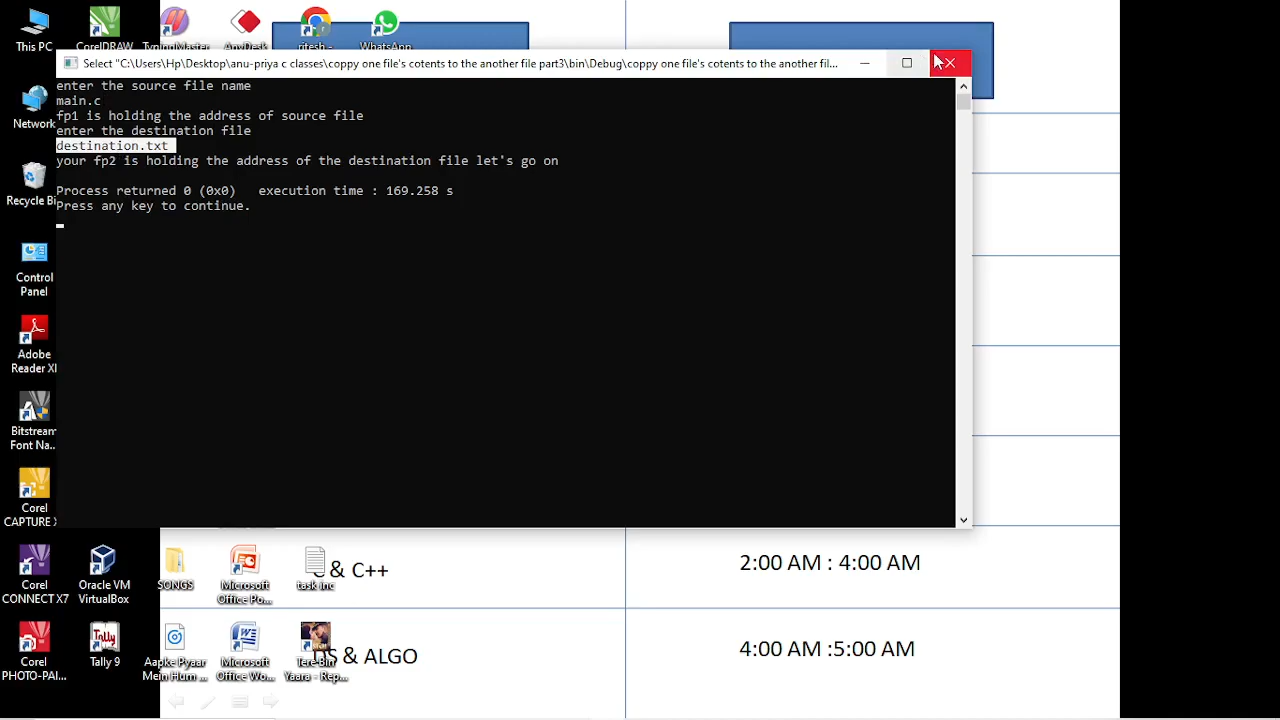 This PC
CorelDRAW
TypingMaster
AnyDesk
ritesh -
WhatsApp
Select "C:\Users\Hp\Desktop\anu-priya c classes\coppy one file's cotents to the another file part3\bin\Debug\coppy one file's cotents to the another fil...
enter the source file name
main.c
fp1 is holding the address of source file
enter the destination file
destination.txt
your fp2 is holding the address of the destination file let's go on
Process returned 0 (0x0)   execution time : 169.258 s
Press any key to continue.
Network
Recycle Bi
Control
Panel
Adobe
Reader XI
Bitstream
Font Na...
Corel
CAPTURE X
Corel
CONNECT X7
Oracle VM
VirtualBox
SONGS
Microsoft
Office Po...
task inc
& C++
2:00 AM : 4:00 AM
Corel
PHOTO-PAI...
Tally
Tally 9
Aapke Pyaar
Mein Hum ...
Microsoft
Office Wo...
Tere Bin
Yaara - Rep...
DS & ALGO
4:00 AM :5:00 AM